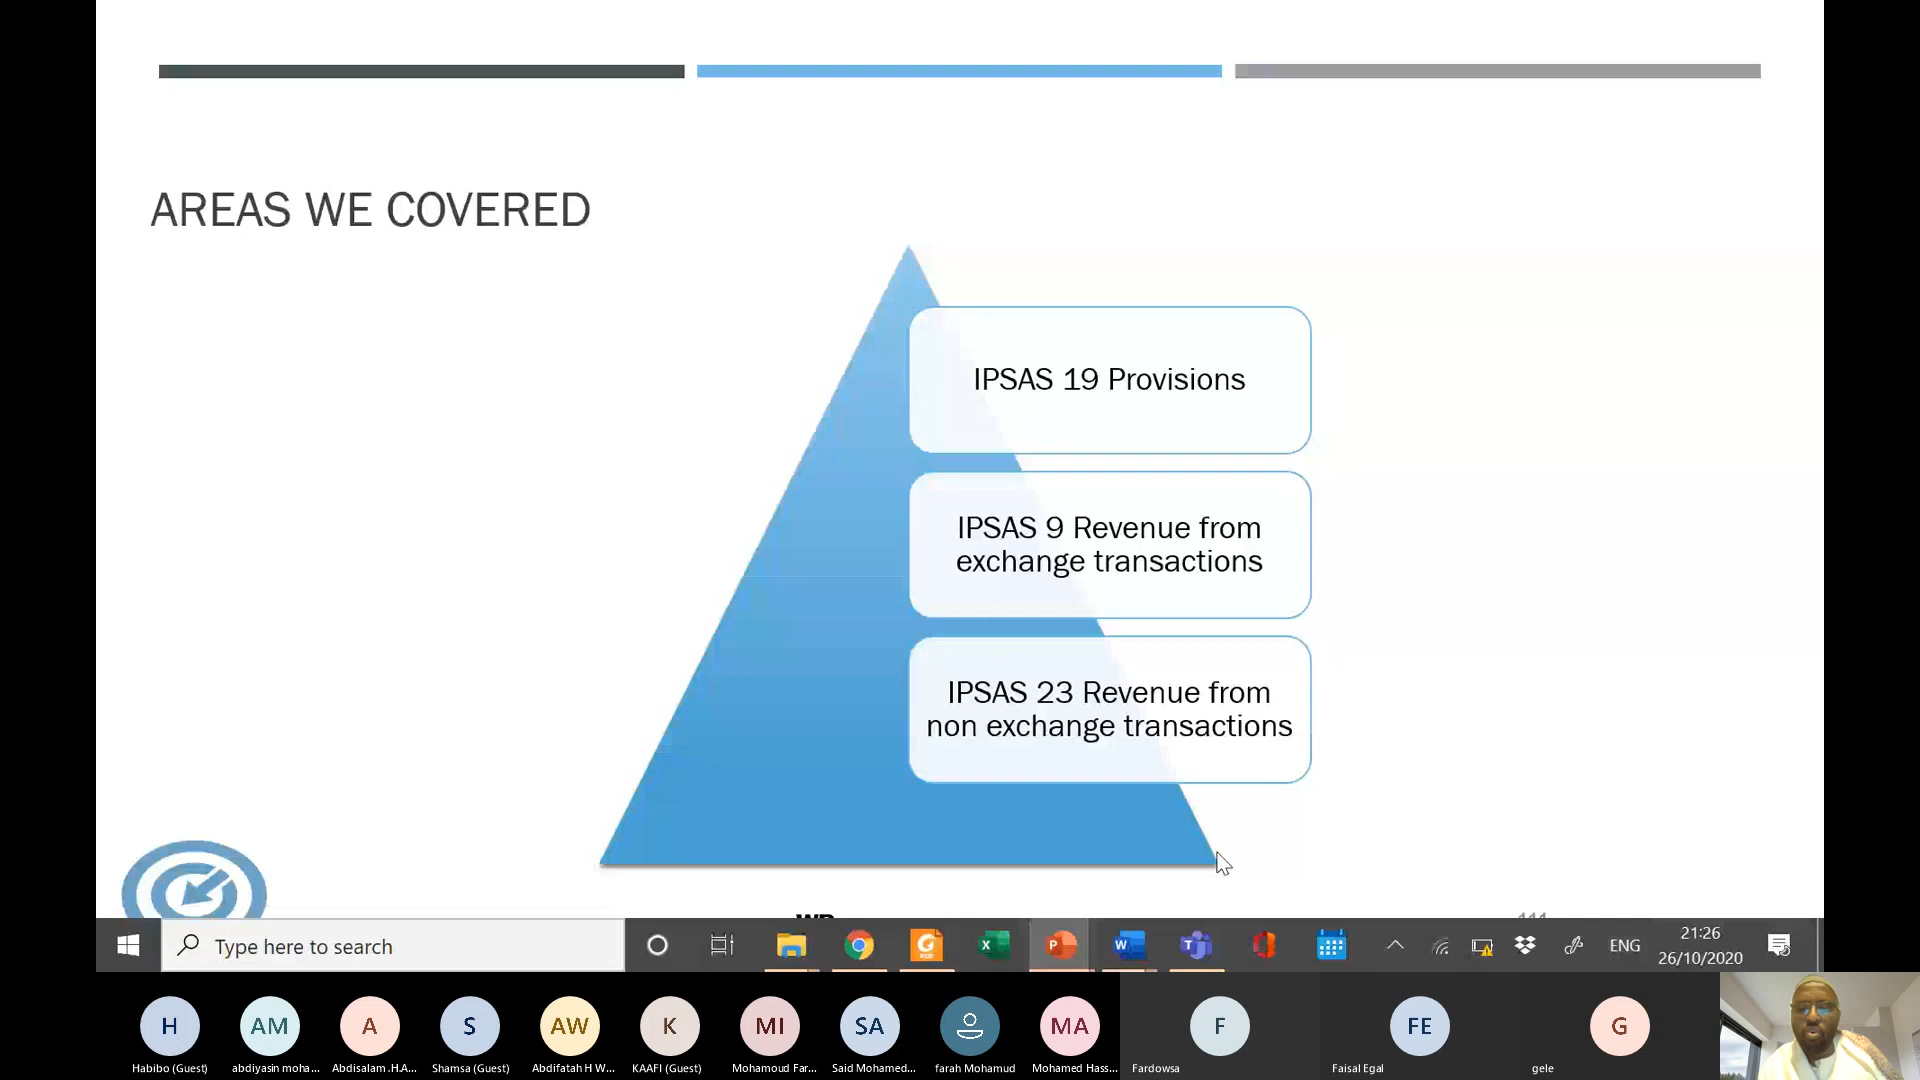 AREAS WE COVERED
IPSAS 19 Provisions
IPSAS 9 Revenue from
exchange transactions
IPSAS 23 Revenue from
non exchange transactions
Type here to search
ENG
21:26
26/10/2020
H
AM
A
S
AW
K
MI
SA
MA
F
FE
G
Habibo (Guest)
abdiyasin moha...
Abdisalam .H.A...
Shamsa (Guest)
Abdifatah H W...
KAAFI (Guest)
Mohamoud Far...
Said Mohamed...
farah Mohamud
Mohamed Hass...
Fardowsa
Faisal Egal
gele